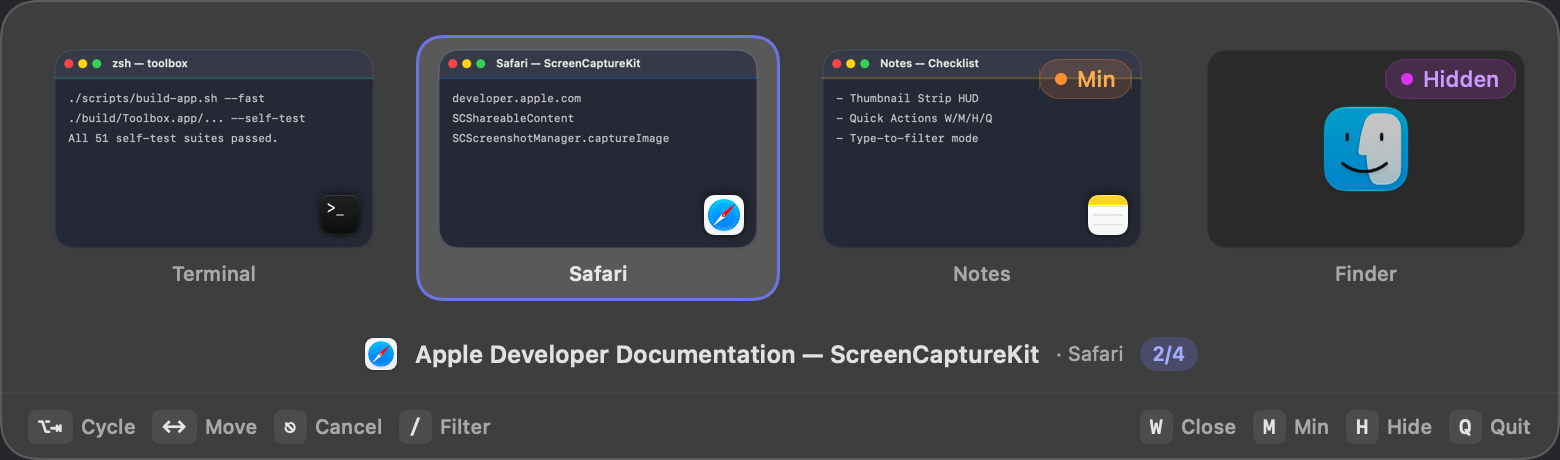 zsh — toolbox
./scripts/build-app.sh --fast
./build/Toolbox.app/... --self-test
All 51 self-test suites passed.
>_
Terminal
Safari — ScreenCaptureKit
developer.apple.com
SCShareableContent
SCScreenshotManager.captureImage
Safari
Notes — Checklist
Min
– Thumbnail Strip HUD
– Quick Actions W/M/H/Q
– Type-to-filter mode
Notes
Hidden
Finder
Apple Developer Documentation — ScreenCaptureKit · Safari 2/4
⌥⇥ Cycle ↔ Move ⎋ Cancel / Filter W Close M Min H Hide Q Quit